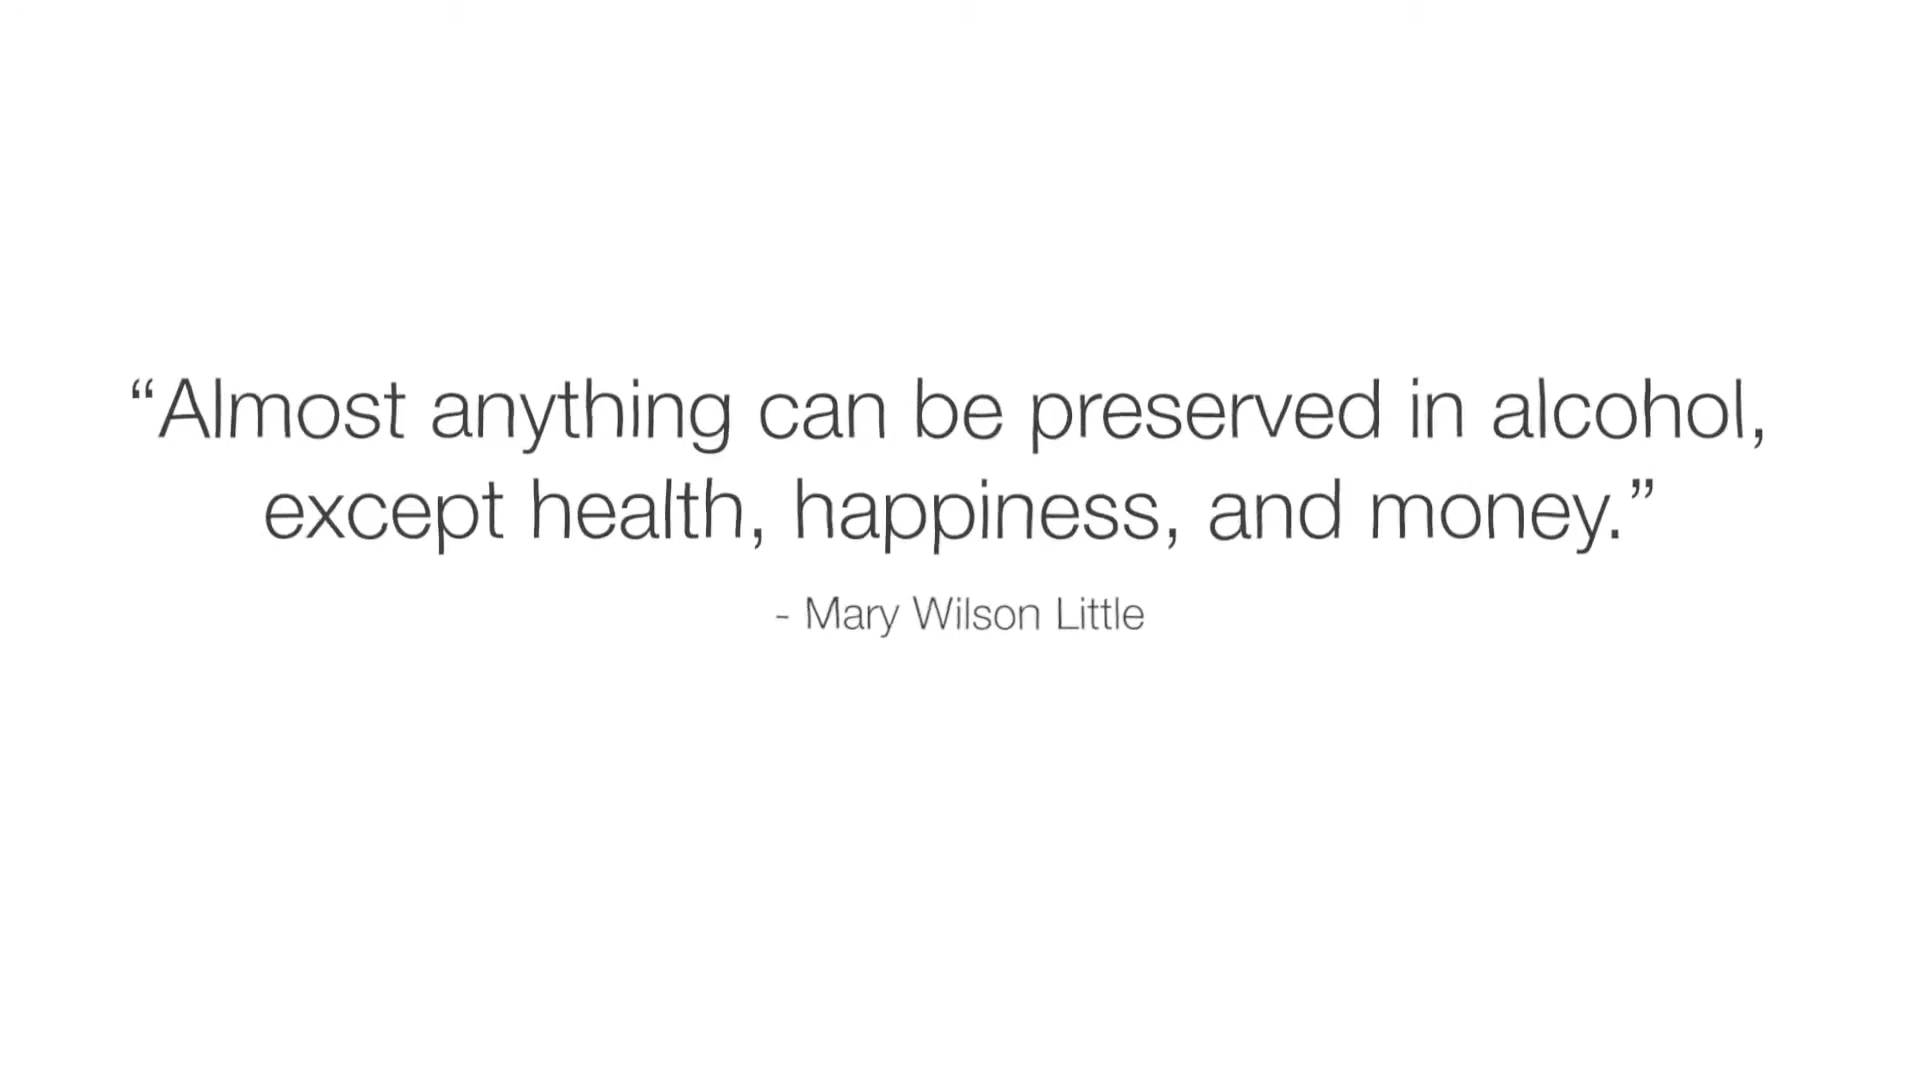 “Almost anything can be preserved in alcohol,
except health, happiness, and money.”
- Mary Wilson Little